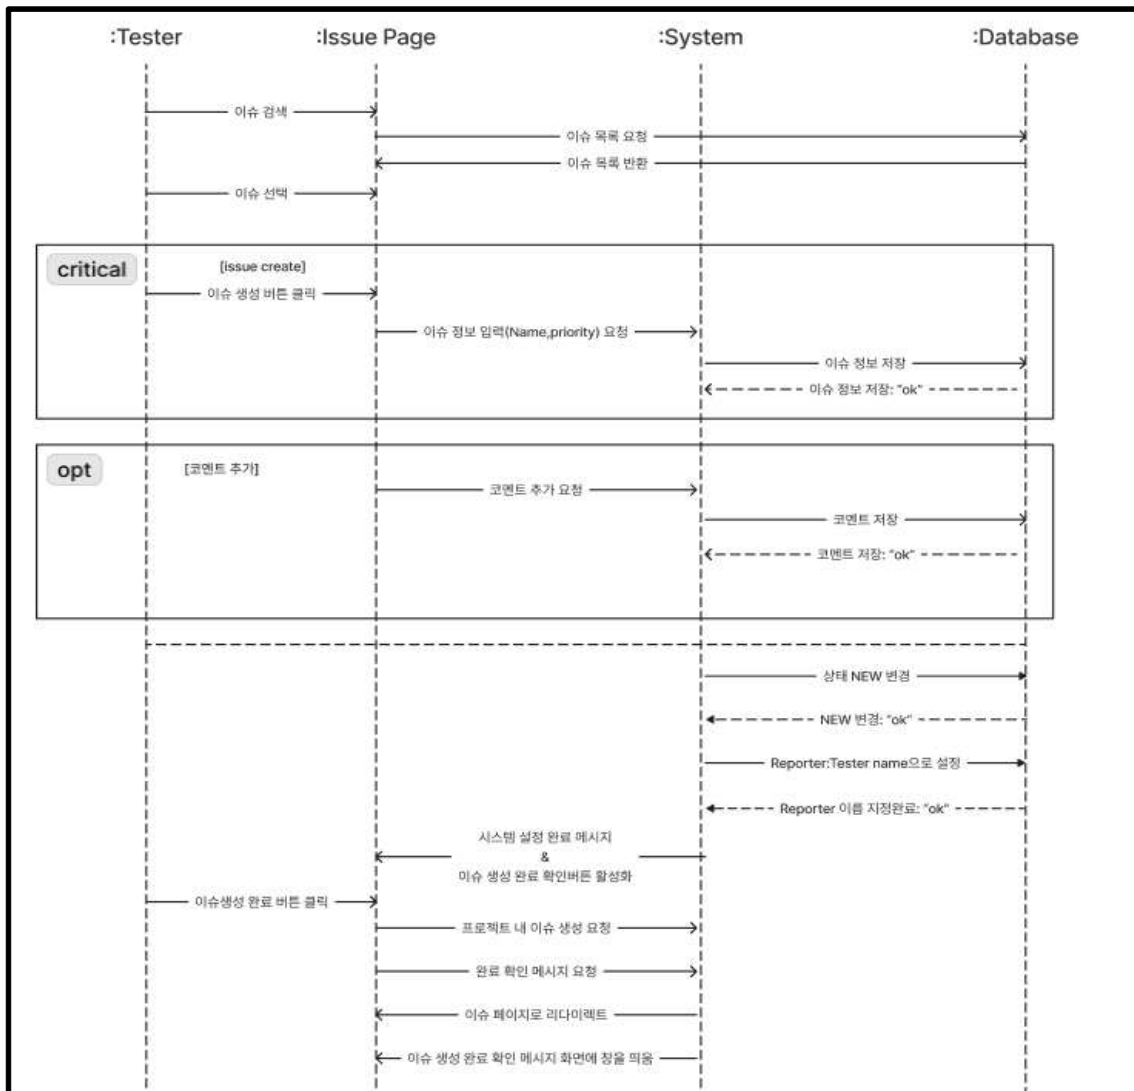 :Tester
:Issue Page
:System
:Database
이슈 검색
이슈 목록 요청
이슈 목록 반환
이슈 선택
critical
[issue create]
이슈 생성 버튼 클릭
이슈 정보 입력(Name,priority) 요청
이슈 정보 저장
이슈 정보 저장: "ok"
opt
[코멘트 추가]
코멘트 추가 요청
코멘트 저장
코멘트 저장: "ok"
상태 NEW 변경
NEW 변경: "ok"
Reporter:Tester name으로 설정
Reporter 이름 지정완료: "ok"
시스템 설정 완료 메시지
&
이슈 생성 완료 확인버튼 활성화
이슈생성 완료 버튼 클릭
프로젝트 내 이슈 생성 요청
완료 확인 메시지 요청
이슈 페이지로 리다이렉트
이슈 생성 완료 확인 메시지 화면에 창을 띄움